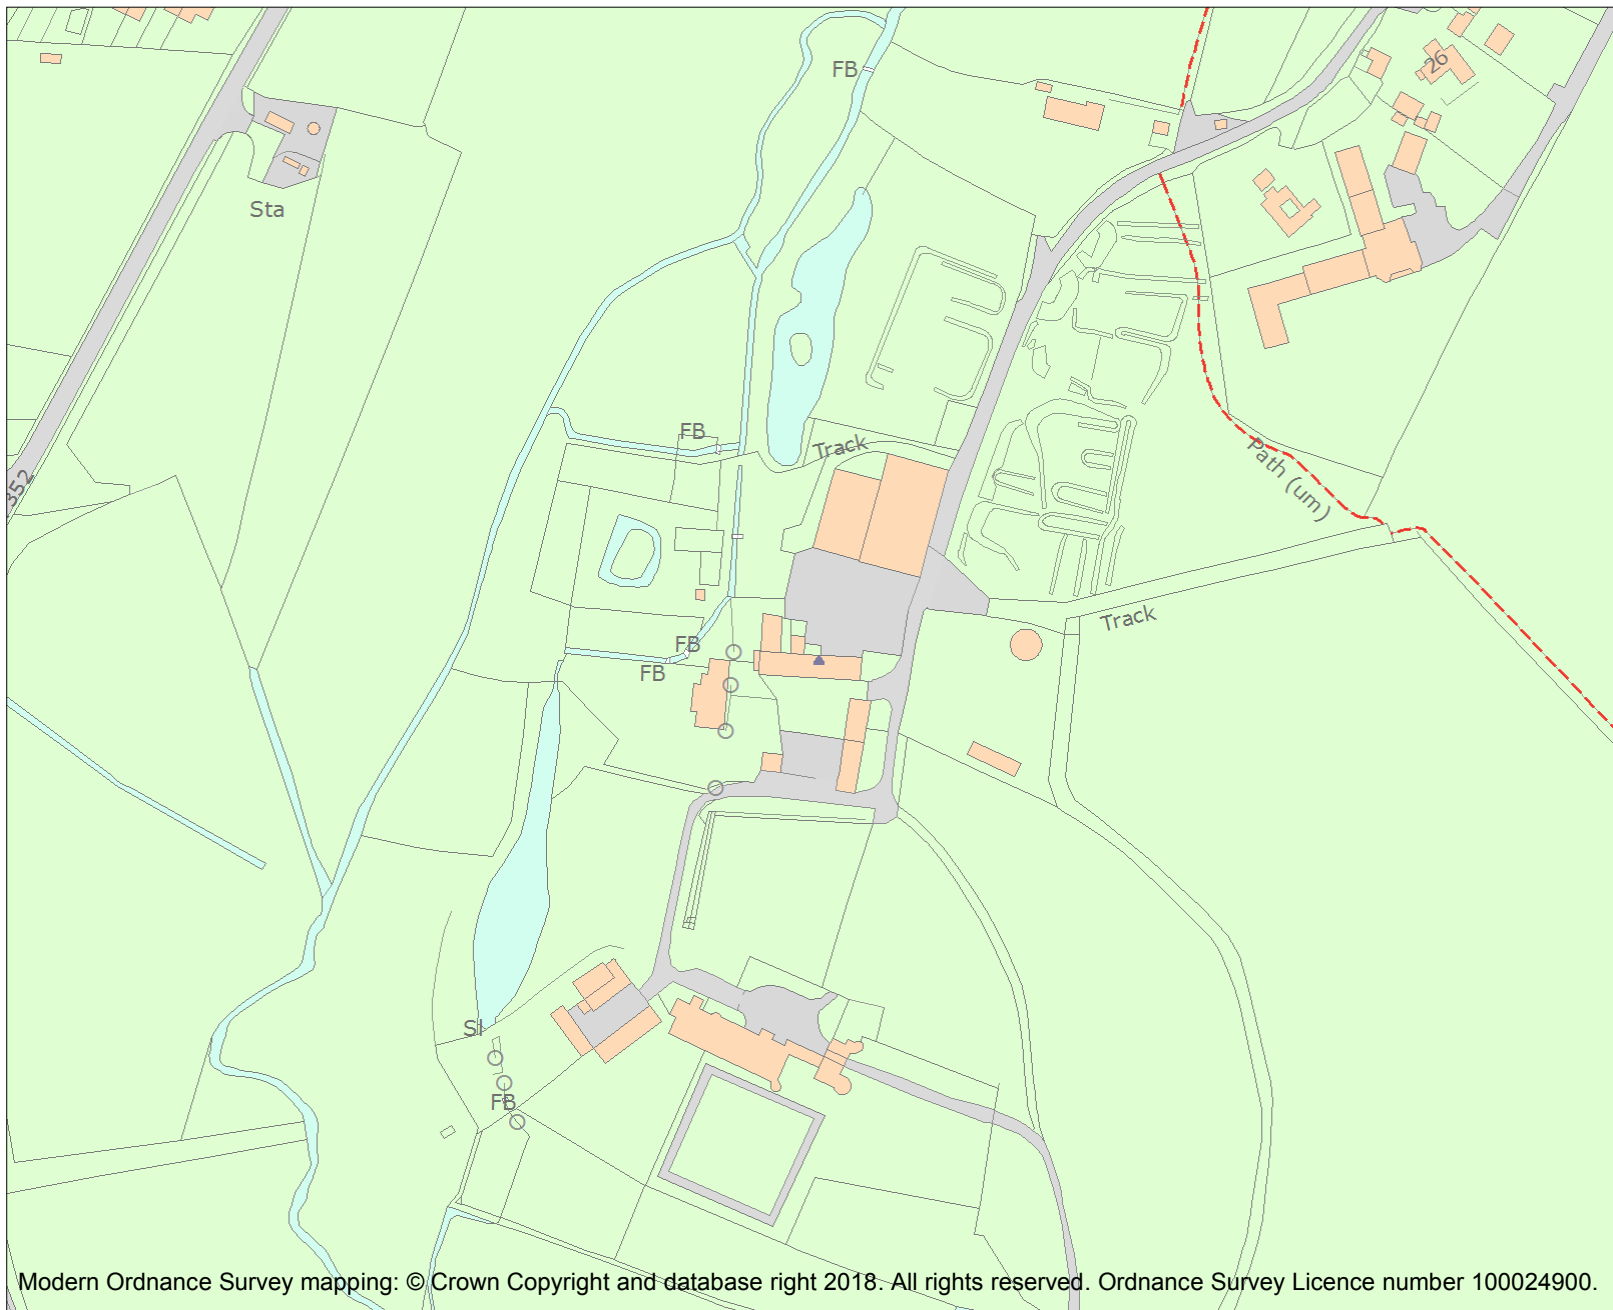 FB
26
Sta
FB
Track
352
Path (um)
Track
FB
FB
Sl
FB
Modern Ordnance Survey mapping: © Crown Copyright and database right 2018. All rights reserved. Ordnance Survey Licence number 100024900.